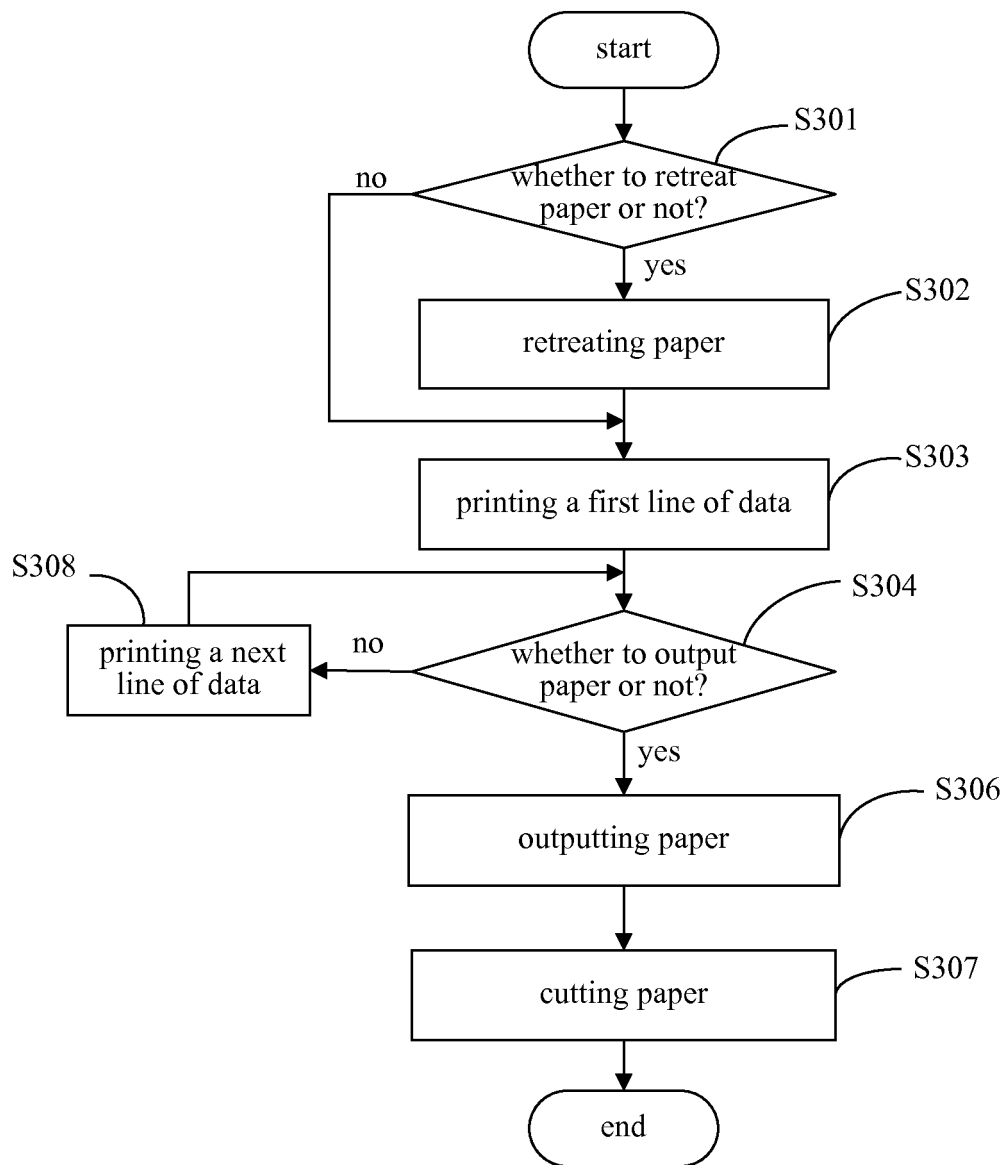 start
S301
no
whether to retreat
paper or not?
yes
S302
retreating paper
S303
printing a first line of data
S308
S304
printing a next
line of data
no
whether to output
paper or not?
yes
S306
outputting paper
S307
cutting paper
end